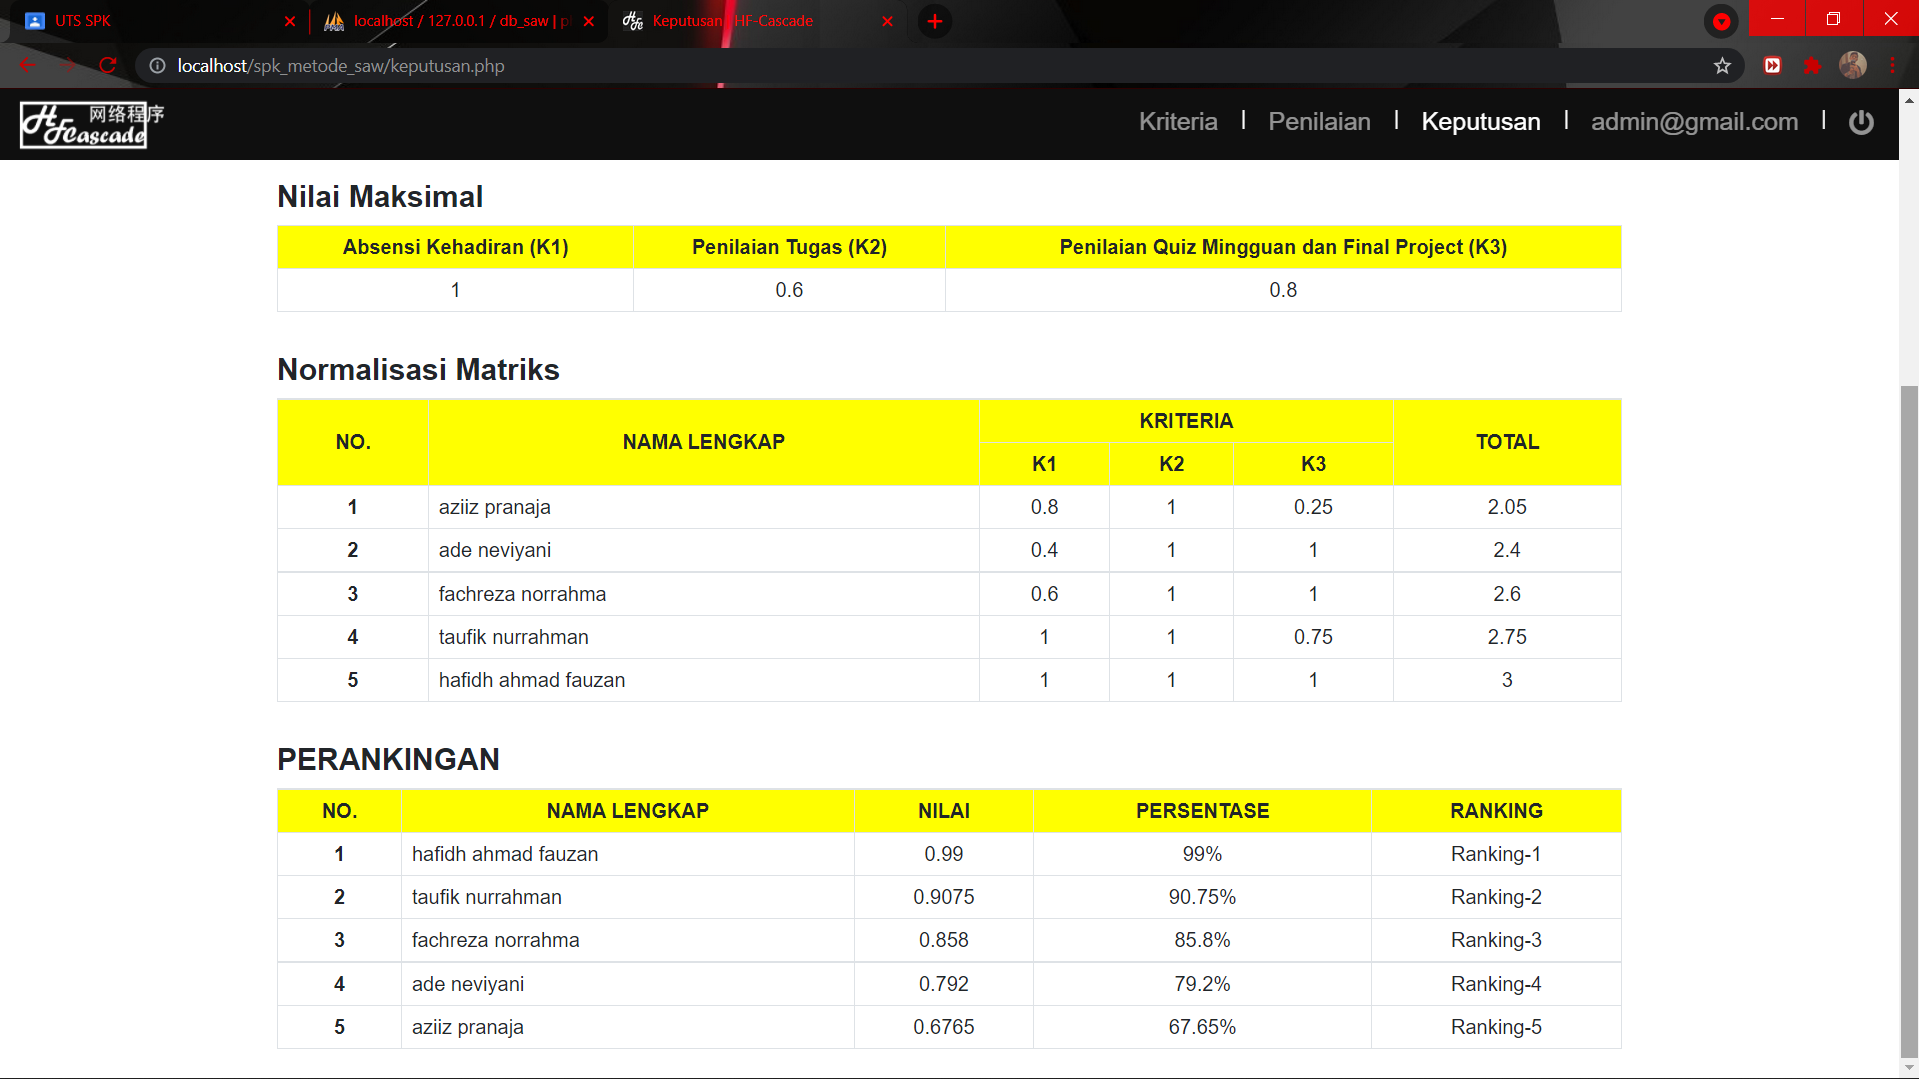 UTS SPK
localhost / 127.0.0.1 / db_saw | p
Keputusan HF-Cascade
localhost/spk_metode_saw/keputusan.php
HF Cascade 网络程序
Kriteria | Penilaian | Keputusan | admin@gmail.com |
Nilai Maksimal
Absensi Kehadiran (K1) Penilaian Tugas (K2) Penilaian Quiz Mingguan dan Final Project (K3)
1 0.6 0.8
Normalisasi Matriks
NO. NAMA LENGKAP KRITERIA TOTAL
K1 K2 K3
1 aziiz pranaja 0.8 1 0.25 2.05
2 ade neviyani 0.4 1 1 2.4
3 fachreza norrahma 0.6 1 1 2.6
4 taufik nurrahman 1 1 0.75 2.75
5 hafidh ahmad fauzan 1 1 1 3
PERANKINGAN
NO. NAMA LENGKAP NILAI PERSENTASE RANKING
1 hafidh ahmad fauzan 0.99 99% Ranking-1
2 taufik nurrahman 0.9075 90.75% Ranking-2
3 fachreza norrahma 0.858 85.8% Ranking-3
4 ade neviyani 0.792 79.2% Ranking-4
5 aziiz pranaja 0.6765 67.65% Ranking-5